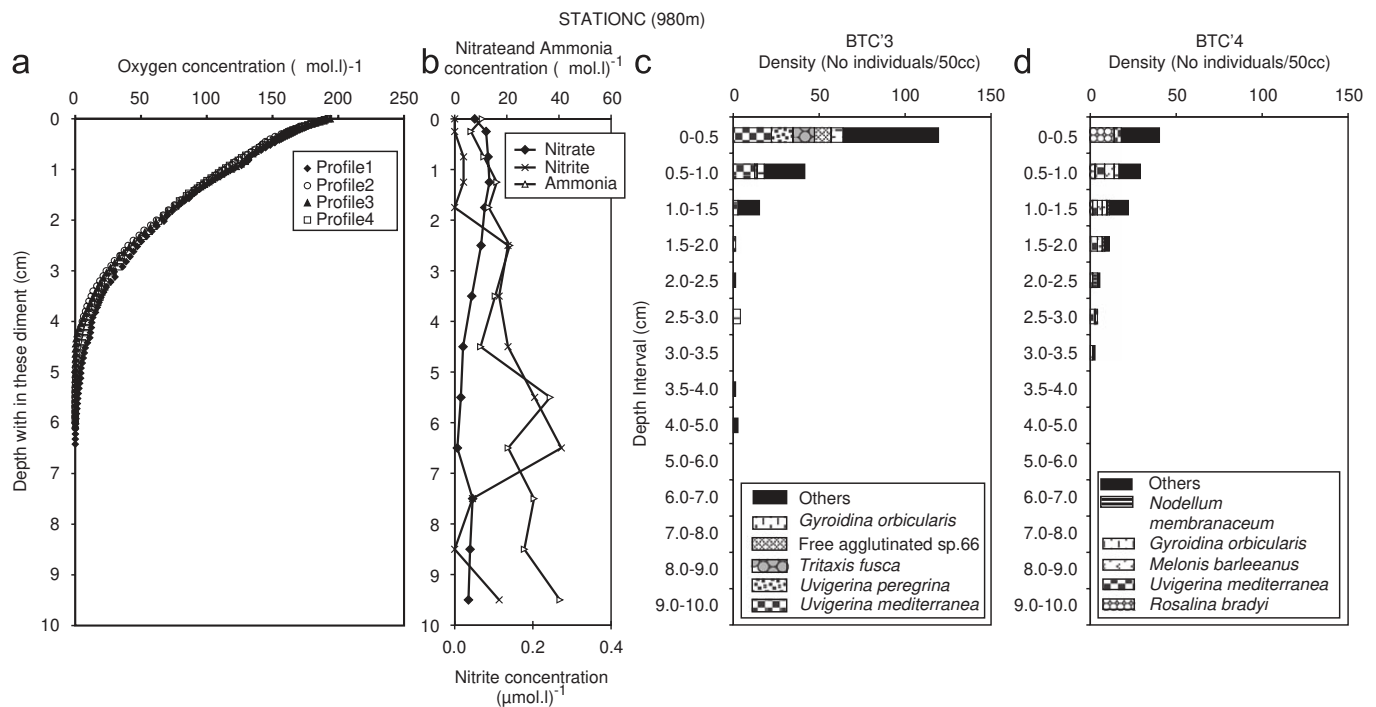 STATIONC (980m)
a
Oxygen concentration ( mol.l)-1
0 50 100 150 200 250
Depth with in these diment (cm)
0
1
2
3
4
5
6
7
8
9
10
Profile1
Profile2
Profile3
Profile4
b
Nitrateand Ammonia
concentration ( mol.l)-1
0 20 40 60
0
1
2
3
4
5
6
7
8
9
10
Nitrate
Nitrite
Ammonia
0.0 0.2 0.4
Nitrite concentration
(µmol.l)-1
c
BTC'3
Density (No individuals/50cc)
0 50 100 150
Depth Interval (cm)
0-0.5
0.5-1.0
1.0-1.5
1.5-2.0
2.0-2.5
2.5-3.0
3.0-3.5
3.5-4.0
4.0-5.0
5.0-6.0
6.0-7.0
7.0-8.0
8.0-9.0
9.0-10.0
Others
Gyroidina orbicularis
Free agglutinated sp.66
Tritaxis fusca
Uvigerina peregrina
Uvigerina mediterranea
d
BTC'4
Density (No individuals/50cc)
0 50 100 150
0-0.5
0.5-1.0
1.0-1.5
1.5-2.0
2.0-2.5
2.5-3.0
3.0-3.5
3.5-4.0
4.0-5.0
5.0-6.0
6.0-7.0
7.0-8.0
8.0-9.0
9.0-10.0
Others
Nodellum
membranaceum
Gyroidina orbicularis
Melonis barleeanus
Uvigerina mediterranea
Rosalina bradyi